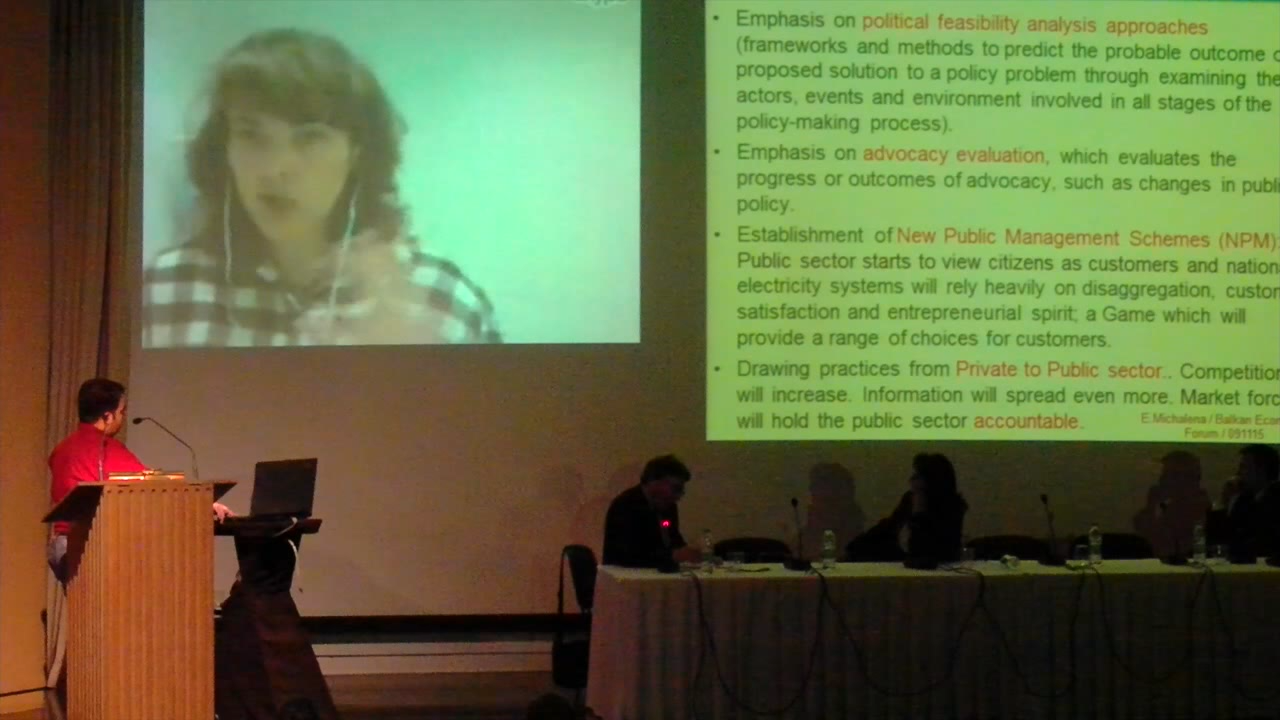 • Emphasis on political feasibility analysis approaches
(frameworks and methods to predict the probable outcome
proposed solution to a policy problem through examining the
actors, events and environment involved in all stages of the
policy-making process).
• Emphasis on advocacy evaluation, which evaluates the
progress or outcomes of advocacy, such as changes in publi
policy.
• Establishment of New Public Management Schemes (NPM):
Public sector starts to view citizens as customers and nation
electricity systems will rely heavily on disaggregation, custom
satisfaction and entrepreneurial spirit; a Game which will
provide a range of choices for customers.
• Drawing practices from Private to Public sector.. Competition
will increase. Information will spread even more. Market forc
will hold the public sector accountable.
E.Michalena / Balkan Econ
Forum / 091115